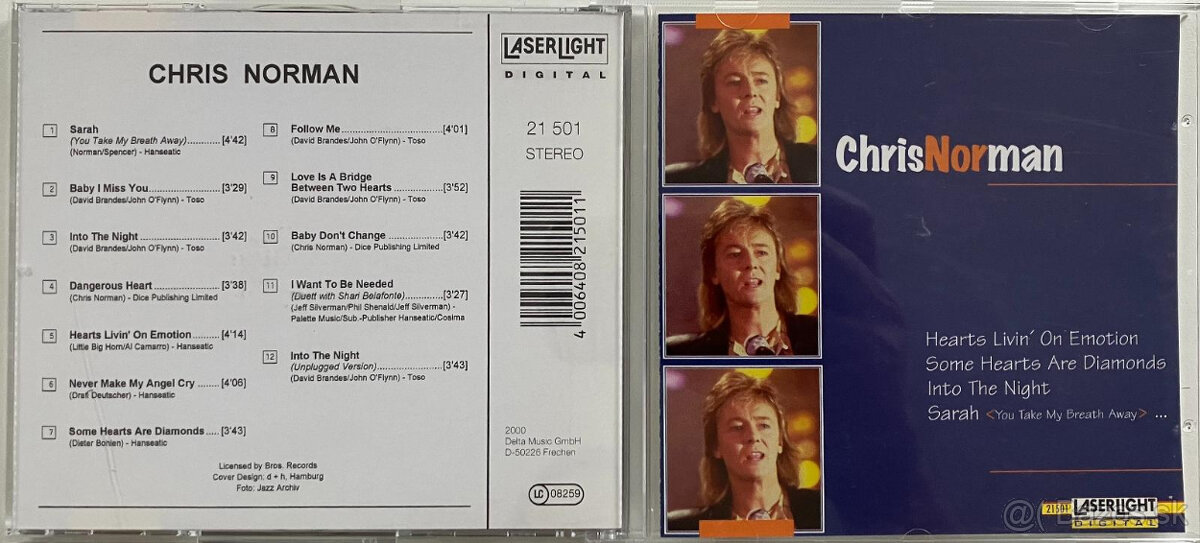 CHRIS NORMAN
1 Sarah
(You Take My Breath Away)............[4'42]
(Norman/Spencer) - Hanseatic
2 Baby I Miss You........................[3'29]
(David Brandes/John O'Flynn) - Toso
3 Into The Night...........................[3'42]
(David Brandes/John O'Flynn) - Toso
4 Dangerous Heart......................[3'38]
(Chris Norman) - Dice Publishing Limited
5 Hearts Livin' On Emotion..........[4'14]
(Little Big Horn/Al Camarro) - Hanseatic
6 Never Make My Angel Cry........[4'06]
(Drafi Deutscher) - Hanseatic
7 Some Hearts Are Diamonds.....[3'43]
(Dieter Bohlen) - Hanseatic
8 Follow Me..................................[4'01]
(David Brandes/John O'Flynn) - Toso
9 Love Is A Bridge
Between Two Hearts.................[3'52]
(David Brandes/John O'Flynn) - Toso
10 Baby Don't Change...................[3'42]
(Chris Norman) - Dice Publishing Limited
11 I Want To Be Needed
(Duett with Shari Belafonte).............[3'27]
(Jeff Silverman/Phil Shenald/Jeff Silverman) -
Palette Music/Sub.-Publisher Hanseatic/Cosima
12 Into The Night
(Unplugged Version)......................[3'43]
(David Brandes/John O'Flynn) - Toso
Licensed by Bros. Records
Cover Design: d + h, Hamburg
Foto: Jazz Archiv
LASERLIGHT
DIGITAL
21 501
STEREO
4 006408 215011
2000
Delta Music GmbH
D-50226 Frechen
LC 08259
ChrisNorman
Hearts Livin' On Emotion
Some Hearts Are Diamonds
Into The Night
Sarah <You Take My Breath Away> ...
21501 LASERLIGHT
DIGITAL